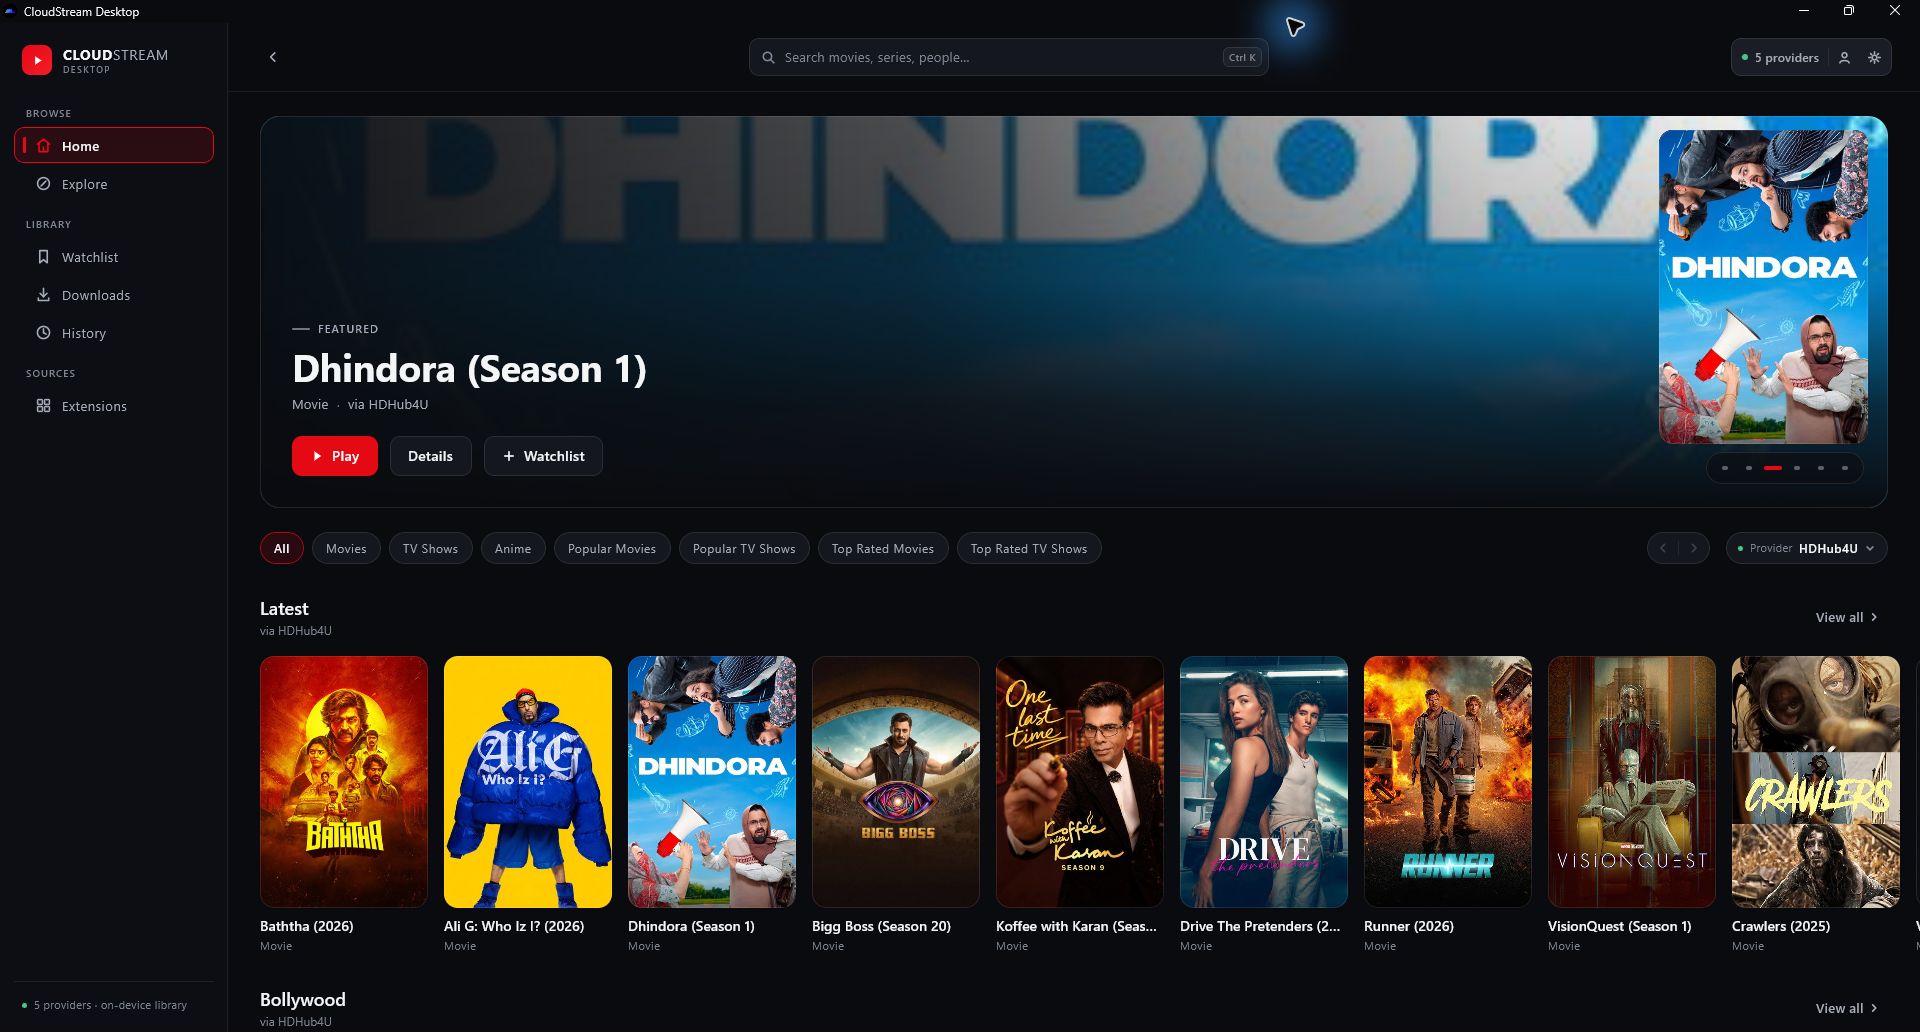 CloudStream Desktop
CLOUDSTREAM
DESKTOP
Search movies, series, people...
Ctrl K
5 providers
BROWSE
Home
Explore
LIBRARY
Watchlist
Downloads
History
SOURCES
Extensions
DHINDORA
DHINDORA
FEATURED
Dhindora (Season 1)
Movie · via HDHub4U
Play
Details
+ Watchlist
All
Movies
TV Shows
Anime
Popular Movies
Popular TV Shows
Top Rated Movies
Top Rated TV Shows
Provider HDHub4U
Latest
via HDHub4U
View all
BATHTHA
Ali G
Who Iz i?
DHINDORA
BIGG BOSS
One
last
time
Koffee
with
Karan
SEASON 9
DRIVE
the pretenders
RUNNER
VISIONQUEST
CRAWLERS
Baththa (2026)
Movie
Ali G: Who Iz I? (2026)
Movie
Dhindora (Season 1)
Movie
Bigg Boss (Season 20)
Movie
Koffee with Karan (Seas...
Movie
Drive The Pretenders (2...
Movie
Runner (2026)
Movie
VisionQuest (Season 1)
Movie
Crawlers (2025)
Movie
Bollywood
via HDHub4U
View all
5 providers · on-device library